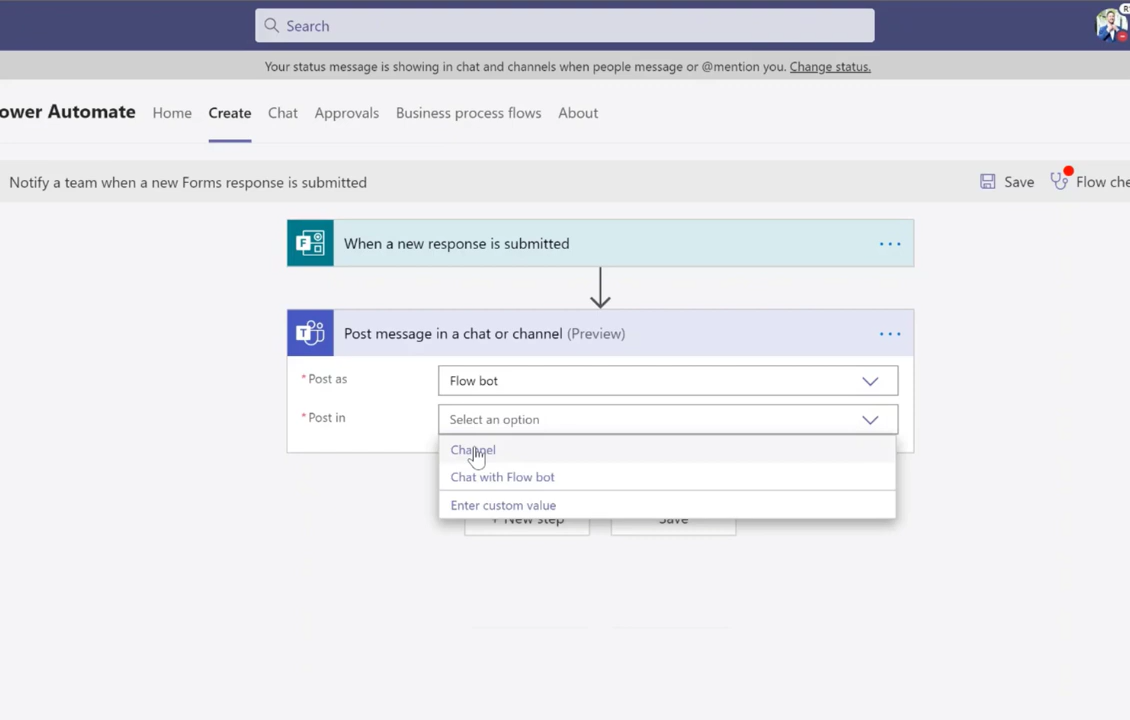 Search
Your status message is showing in chat and channels when people message or @mention you. Change status.
ower Automate Home Create Chat Approvals Business process flows About
Notify a team when a new Forms response is submitted Save Flow che
When a new response is submitted
Post message in a chat or channel (Preview)
* Post as Flow bot
* Post in Select an option
Channel
Chat with Flow bot
Enter custom value
+ New step Save